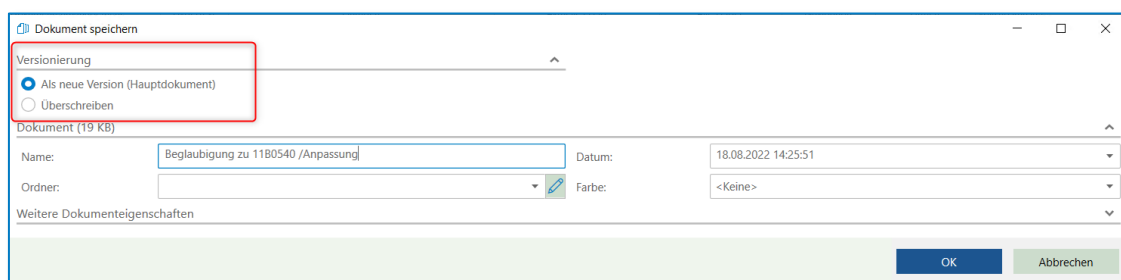 Dokument speichern
Versionierung
Als neue Version (Hauptdokument)
Überschreiben
Dokument (19 KB)
Name: Beglaubigung zu 11B0540 /Anpassung Datum: 18.08.2022 14:25:51
Ordner: Farbe: <Keine>
Weitere Dokumenteigenschaften
OK Abbrechen